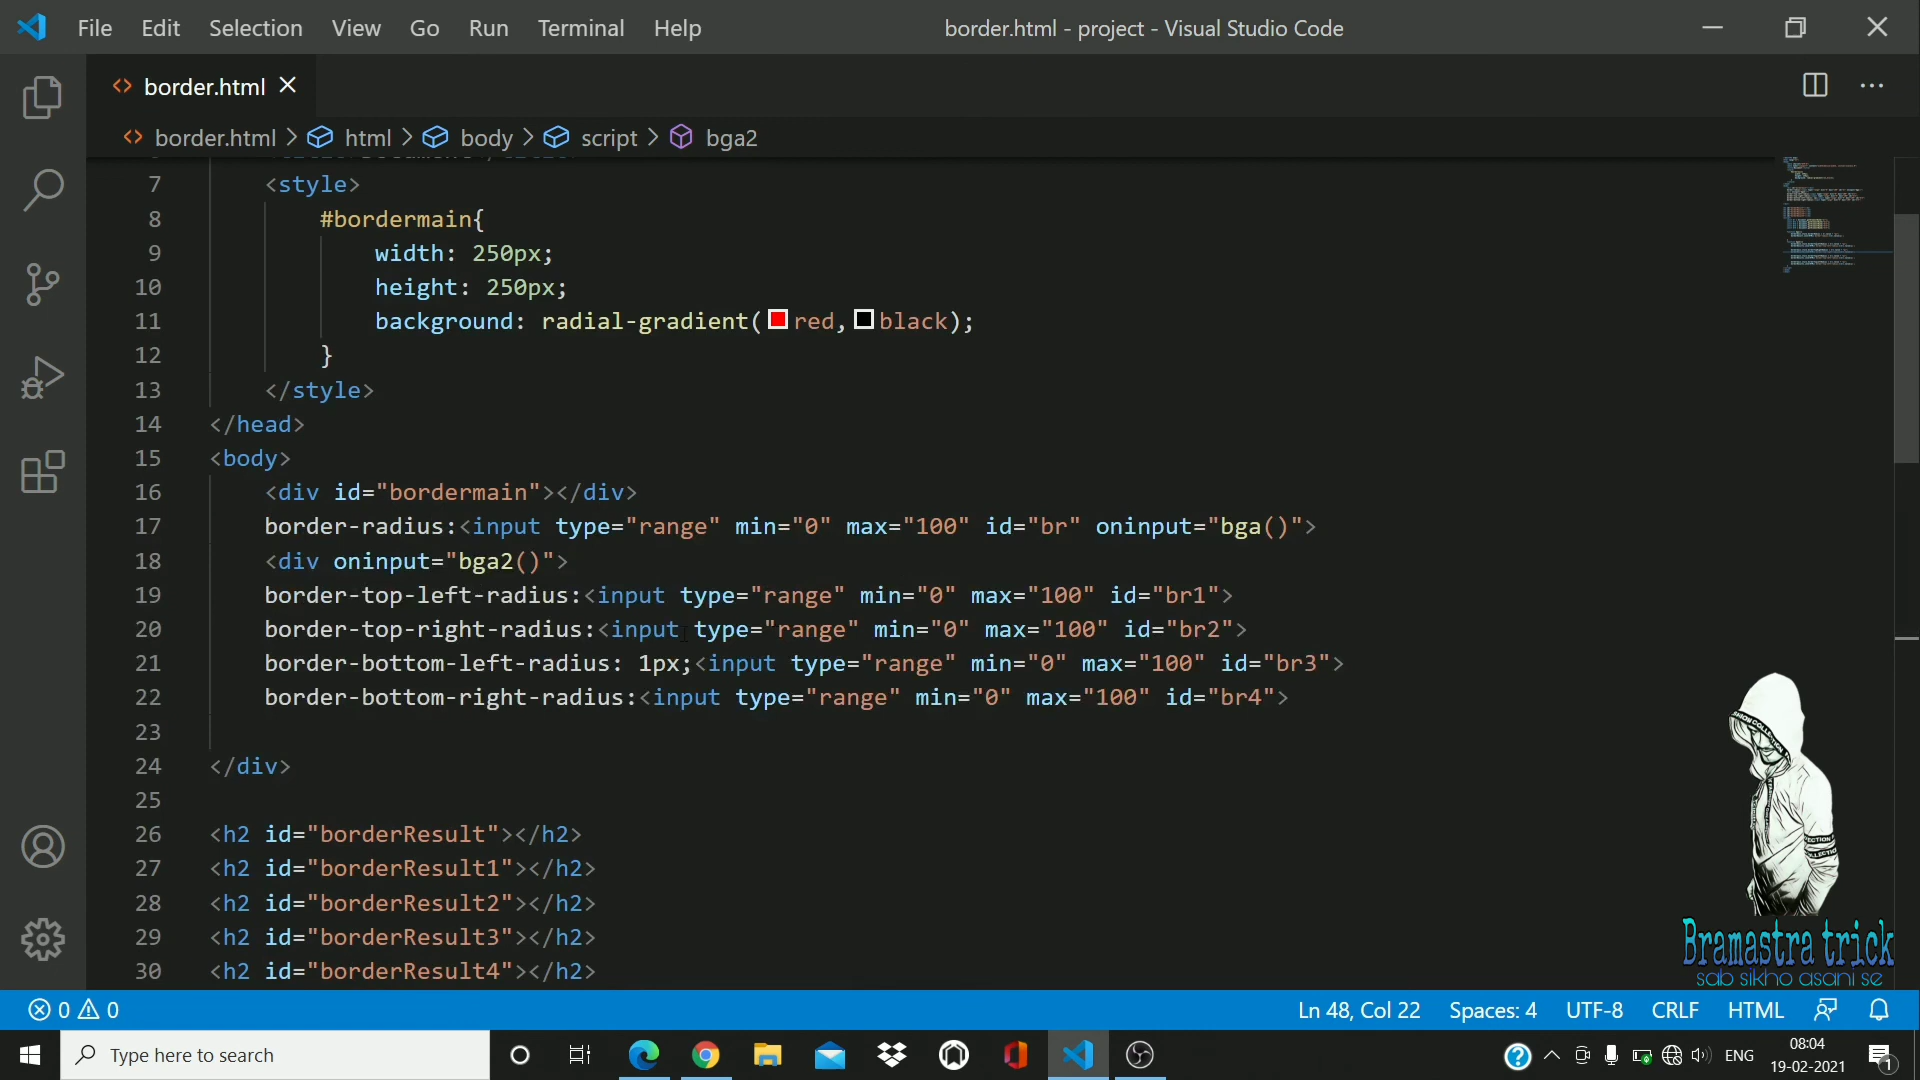 File Edit Selection View Go Run Terminal Help border.html - project - Visual Studio Code
border.html
border.html > html > body > script > bga2
7 <style>
8 #bordermain{
9 width: 250px;
10 height: 250px;
11 background: radial-gradient(red,black);
12 }
13 </style>
14 </head>
15 <body>
16 <div id="bordermain"></div>
17 border-radius:<input type="range" min="0" max="100" id="br" oninput="bga()">
18 <div oninput="bga2()">
19 border-top-left-radius:<input type="range" min="0" max="100" id="br1">
20 border-top-right-radius:<input type="range" min="0" max="100" id="br2">
21 border-bottom-left-radius: 1px;<input type="range" min="0" max="100" id="br3">
22 border-bottom-right-radius:<input type="range" min="0" max="100" id="br4">
23
24 </div>
25
26 <h2 id="borderResult"></h2>
27 <h2 id="borderResult1"></h2>
28 <h2 id="borderResult2"></h2>
29 <h2 id="borderResult3"></h2>
30 <h2 id="borderResult4"></h2>
Bramastra trick
sab sikho asani se
0 0 Ln 48, Col 22 Spaces: 4 UTF-8 CRLF HTML
Type here to search ENG 08:04
19-02-2021 1